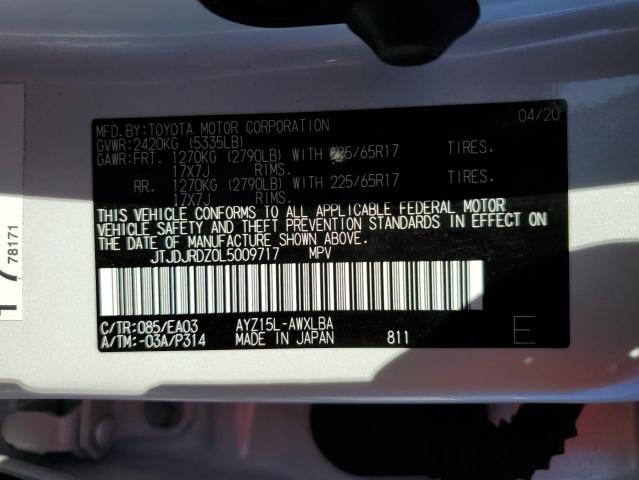 MFD.BY:TOYOTA MOTOR CORPORATION 04/20
GVWR:2420KG (5335LB)
GAWR:FRT. 1270KG (2790LB) WITH 225/65R17 TIRES.
17X7J RIMS.
RR. 1270KG (2790LB) WITH 225/65R17 TIRES.
17X7J RIMS.
THIS VEHICLE CONFORMS TO ALL APPLICABLE FEDERAL MOTOR
VEHICLE SAFETY AND THEFT PREVENTION STANDARDS IN EFFECT ON
THE DATE OF MANUFACTURE SHOWN ABOVE.
JTJDJRDZ0L5009717 MPV
C/TR:085/EA03 AYZ15L-AWXLBA
A/TM:-03A/P314 MADE IN JAPAN 811 E
78171